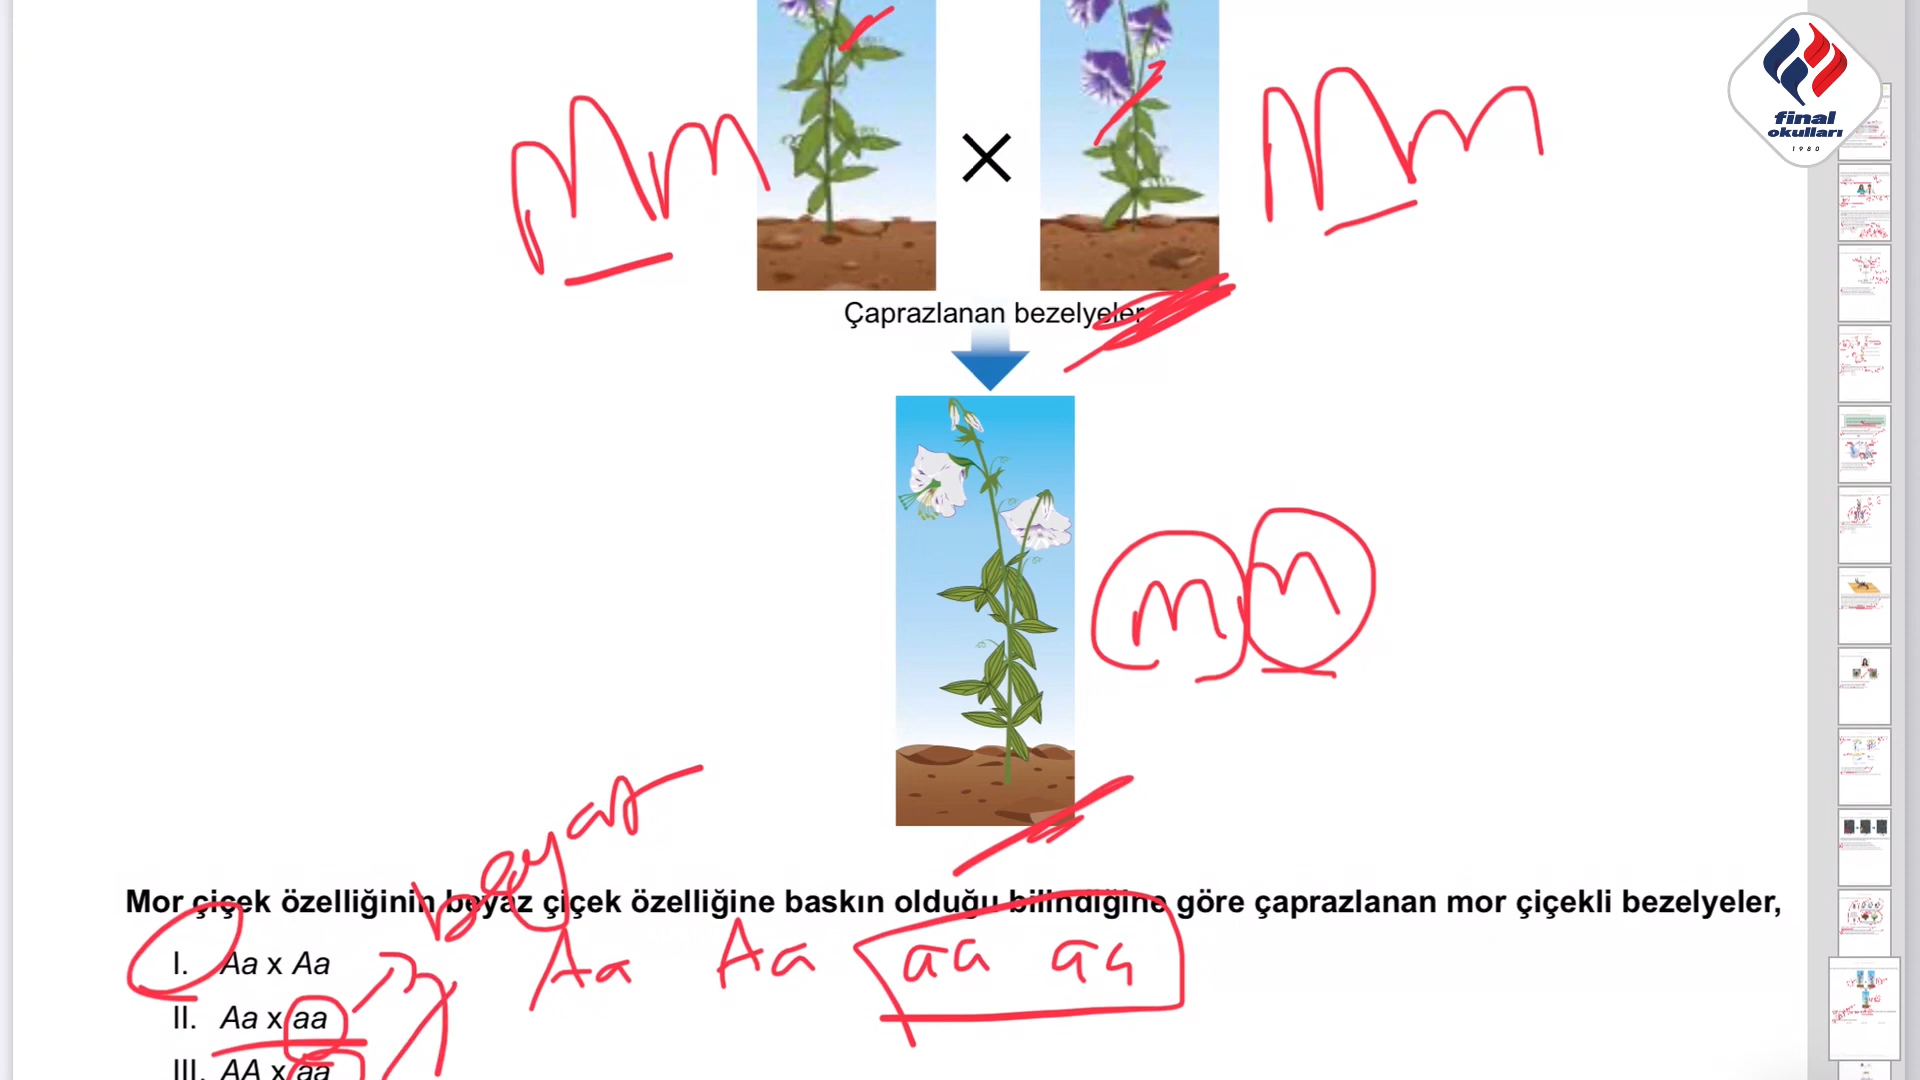 final
okulları
1980
Mm
Mm
Çaprazlanan bezelyeler
mm
beyaz
Mor çiçek özelliğinin beyaz çiçek özelliğine baskın olduğu bilindiğine göre çaprazlanan mor çiçekli bezelyeler,
I. Aa x Aa
Aa Aa aa aa
II. Aa x aa
III. AA x aa